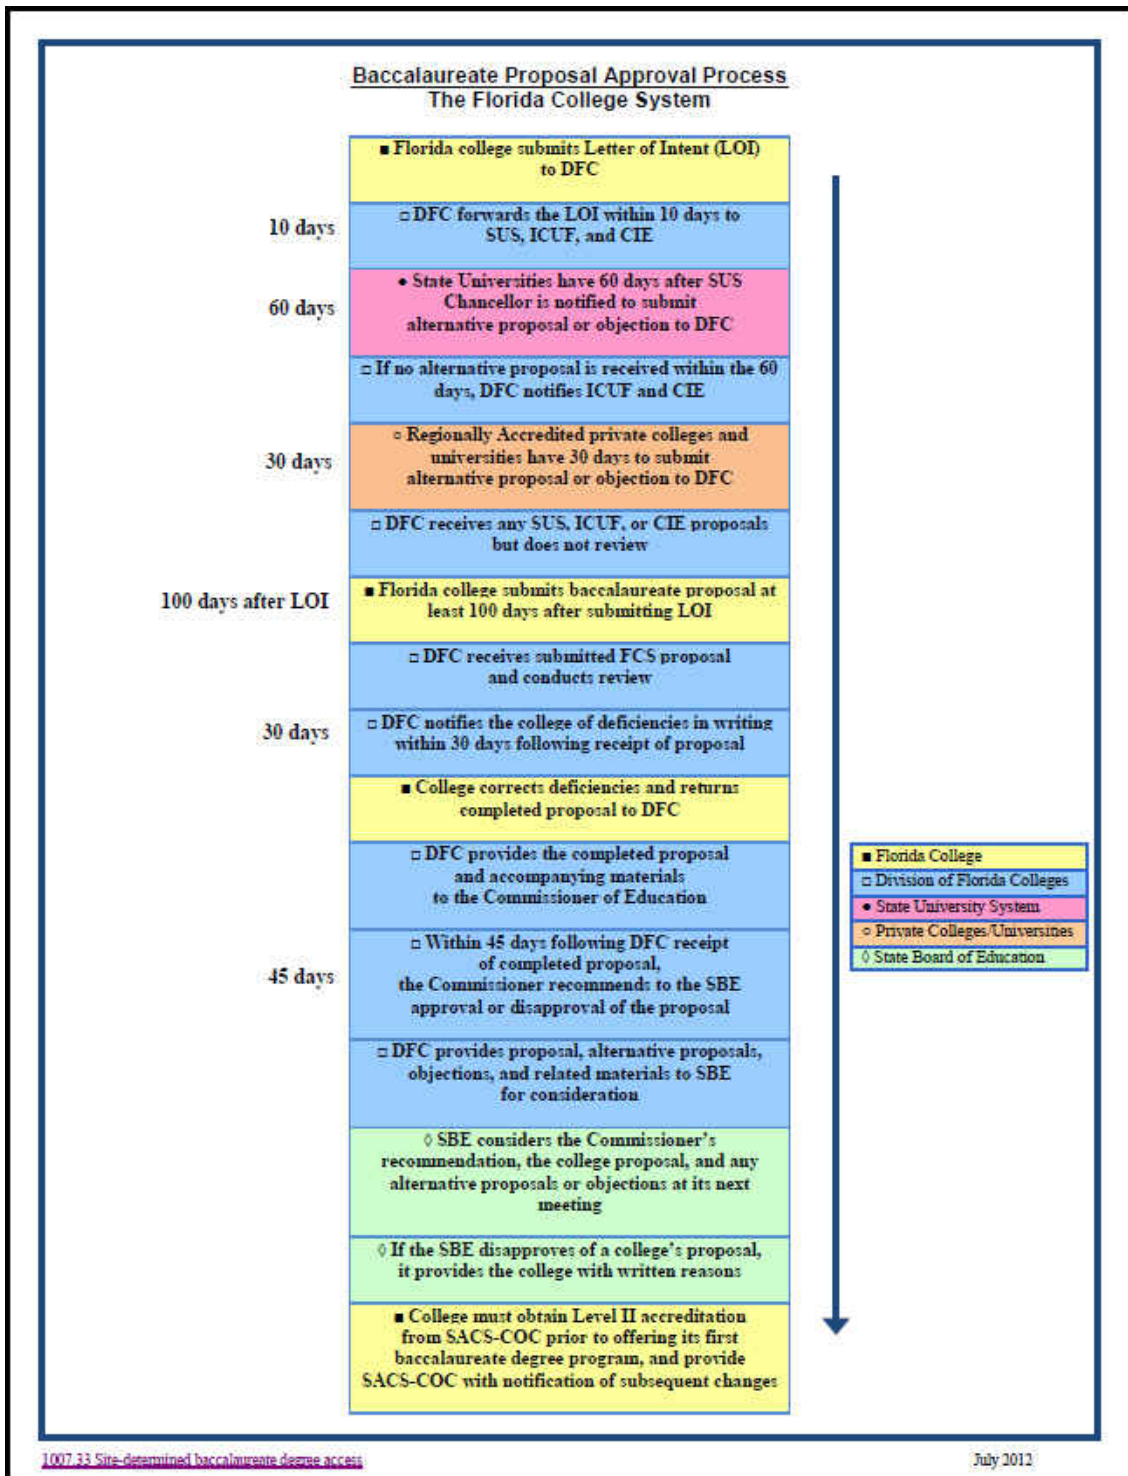 Baccalaureate Proposal Approval Process
The Florida College System
■ Florida college submits Letter of Intent (LOI)
to DFC
10 days
□ DFC forwards the LOI within 10 days to
SUS, ICUF, and CIE
60 days
● State Universities have 60 days after SUS
Chancellor is notified to submit
alternative proposal or objection to DFC
□ If no alternative proposal is received within the 60
days, DFC notifies ICUF and CIE
30 days
○ Regionally Accredited private colleges and
universities have 30 days to submit
alternative proposal or objection to DFC
□ DFC receives any SUS, ICUF, or CIE proposals
but does not review
100 days after LOI
■ Florida college submits baccalaureate proposal at
least 100 days after submitting LOI
□ DFC receives submitted FCS proposal
and conducts review
30 days
□ DFC notifies the college of deficiencies in writing
within 30 days following receipt of proposal
■ College corrects deficiencies and returns
completed proposal to DFC
□ DFC provides the completed proposal
and accompanying materials
to the Commissioner of Education
45 days
□ Within 45 days following DFC receipt
of completed proposal,
the Commissioner recommends to the SBE
approval or disapproval of the proposal
□ DFC provides proposal, alternative proposals,
objections, and related materials to SBE
for consideration
◊ SBE considers the Commissioner's
recommendation, the college proposal, and any
alternative proposals or objections at its next
meeting
◊ If the SBE disapproves of a college's proposal,
it provides the college with written reasons
■ College must obtain Level II accreditation
from SACS-COC prior to offering its first
baccalaureate degree program, and provide
SACS-COC with notification of subsequent changes
■ Florida College
□ Division of Florida Colleges
● State University System
○ Private Colleges/Universities
◊ State Board of Education
1007.33 Site-determined baccalaureate degree access
July 2012